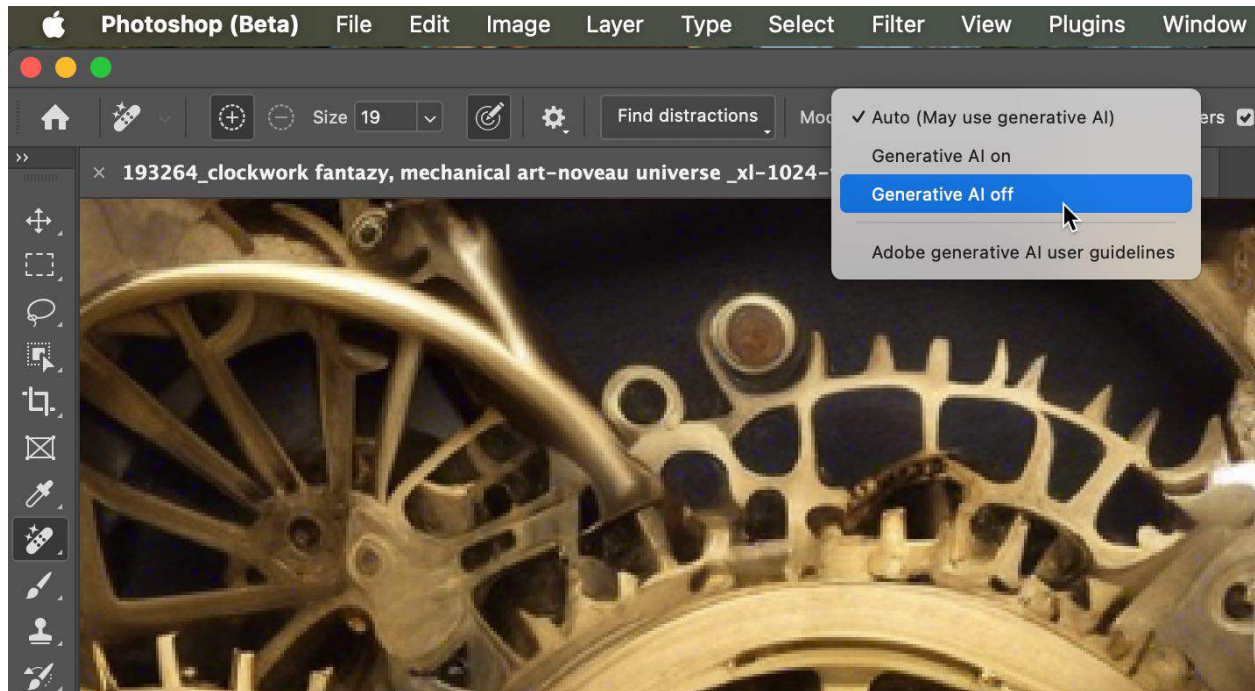 Photoshop (Beta) File Edit Image Layer Type Select Filter View Plugins Window
Size 19 Find distractions
✓ Auto (May use generative AI)
Generative AI on
Generative AI off
Adobe generative AI user guidelines
× 193264_clockwork fantazy, mechanical art-noveau universe _xl-1024-